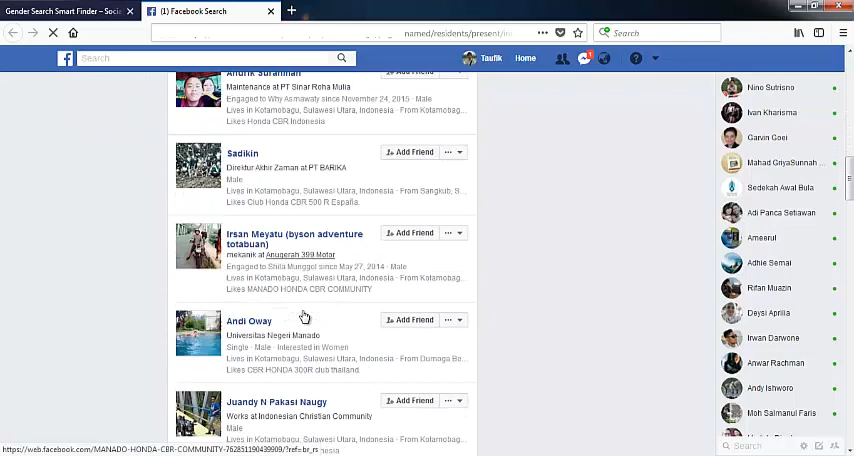 Gender Search Smart Finder – Soci
(1) Facebook Search
named/residents/present/in
Search
Search
Taufik
Home
1
Maintenance at PT Sinar Roha Mulia
Engaged to Why Asmawaty since November 24, 2015 · Male
Lives in Kotamobagu, Sulawesi Utara, Indonesia · From Kotamobag...
Likes Honda CBR Indonesia
Add Friend
Sadikin
Direktur Akhir Zaman at PT BARIKA
Male
Lives in Kotamobagu, Sulawesi Utara, Indonesia · From Sangkub, S...
Likes Club Honda CBR 500 R España.
Add Friend
Irsan Meyatu (byson adventure
totabuan)
mekanik at Anugerah 399 Motor
Engaged to Shila Munggol since May 27, 2014 · Male
Lives in Kotamobagu, Sulawesi Utara, Indonesia · From Kotamobag...
Likes MANADO HONDA CBR COMMUNITY
Add Friend
Andi Oway
Universitas Negeri Manado
Single · Male · Interested in Women
Lives in Kotamobagu, Sulawesi Utara, Indonesia · From Dumoga Be...
Likes CBR HONDA 300R club thailand.
Add Friend
Juandy N Pakasi Naugy
Works at Indonesian Christian Community
Male
Lives in Kotamobagu, Sulawesi Utara, Indonesia · From Kotamobag...
nesia
Add Friend
Nino Sutrisno
Ivan Kharisma
Garvin Goei
Mahad GriyaSunnah ...
Sedekah Awal Bula
Adi Panca Setiawan
Ameerul
Adhie Semai
Rifan Muazin
Deysi Aprilia
Irwan Darwone
Anwar Rachman
Andy Ishworo
Moh Salmanul Faris
Search
https://web.facebook.com/MANADO-HONDA-CBR-COMMUNITY-762851190439909/?ref=br_rs